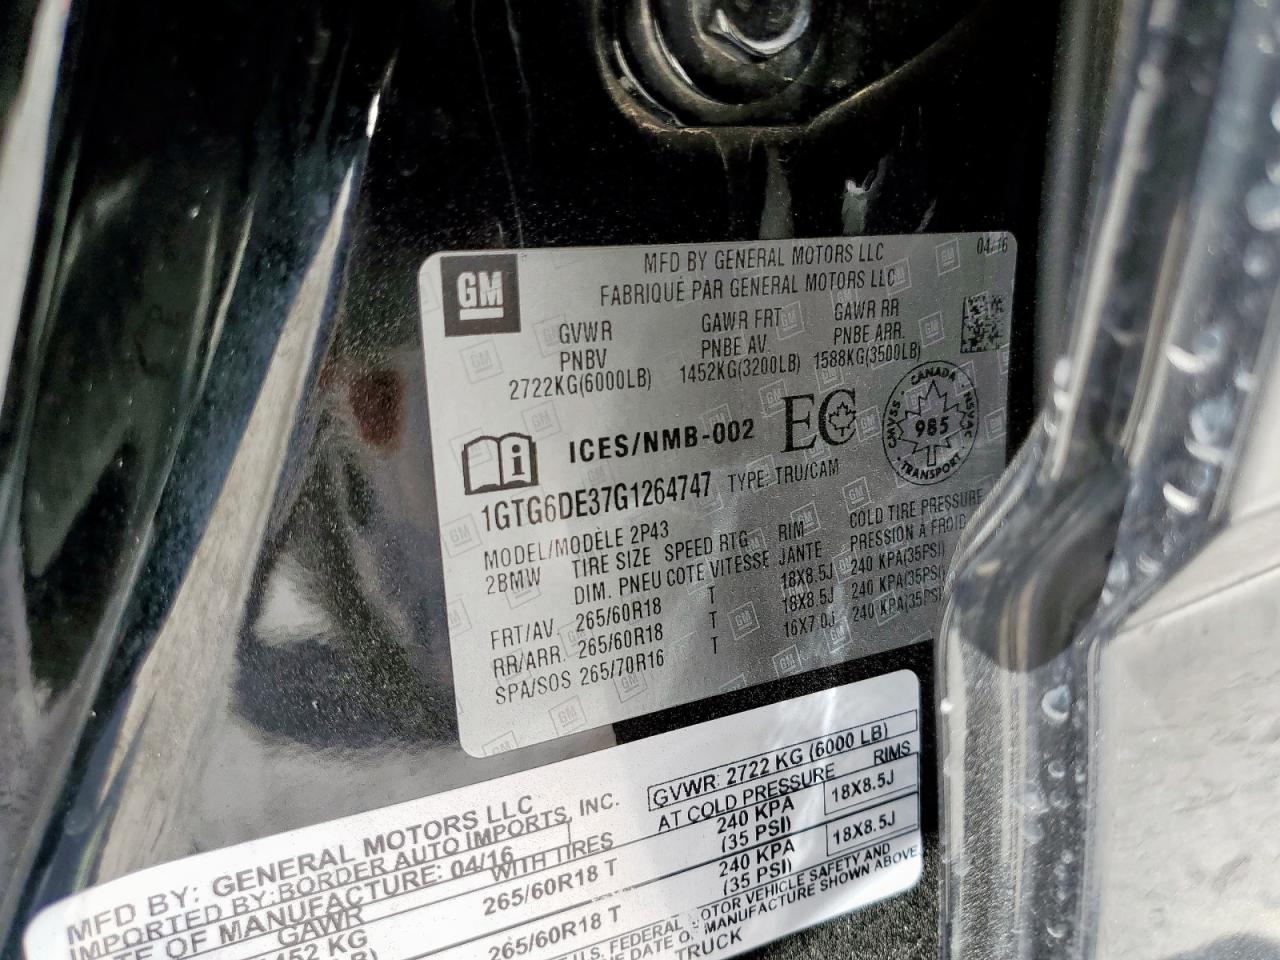 GM
MFD BY GENERAL MOTORS LLC
04/16
FABRIQUÉ PAR GENERAL MOTORS LLC
GVWR GAWR FRT GAWR RR
PNBV PNBE AV. PNBE ARR.
2722KG(6000LB) 1452KG(3200LB) 1588KG(3500LB)
i ICES/NMB-002 EC
CANADA
CMVSS 985 NSVAC
TRANSPORT
1GTG6DE37G1264747 TYPE: TRU/CAM
MODEL/MODÈLE 2P43
2BMW TIRE SIZE SPEED RTG RIM COLD TIRE PRESSURE
DIM. PNEU COTE VITESSE JANTE PRESSION A FROID
FRT/AV. 265/60R18 T 18X8.5J 240 KPA(35PSI)
RR/ARR. 265/60R18 T 18X8.5J 240 KPA(35PSI)
SPA/SOS 265/70R16 T 16X7.0J 240 KPA(35PSI)
MFD BY: GENERAL MOTORS LLC GVWR: 2722 KG (6000 LB)
IMPORTED BY: BORDER AUTO IMPORTS, INC. AT COLD PRESSURE RIMS
OF MANUFACTURE: 04/16
GAWR WITH TIRES
265/60R18 T 240 KPA (35 PSI) 18X8.5J
265/60R18 T 240 KPA (35 PSI) 18X8.5J
U.S. FEDERAL VEHICLE SAFETY AND
DATE MANUFACTURE SHOWN ABOVE
TRUCK